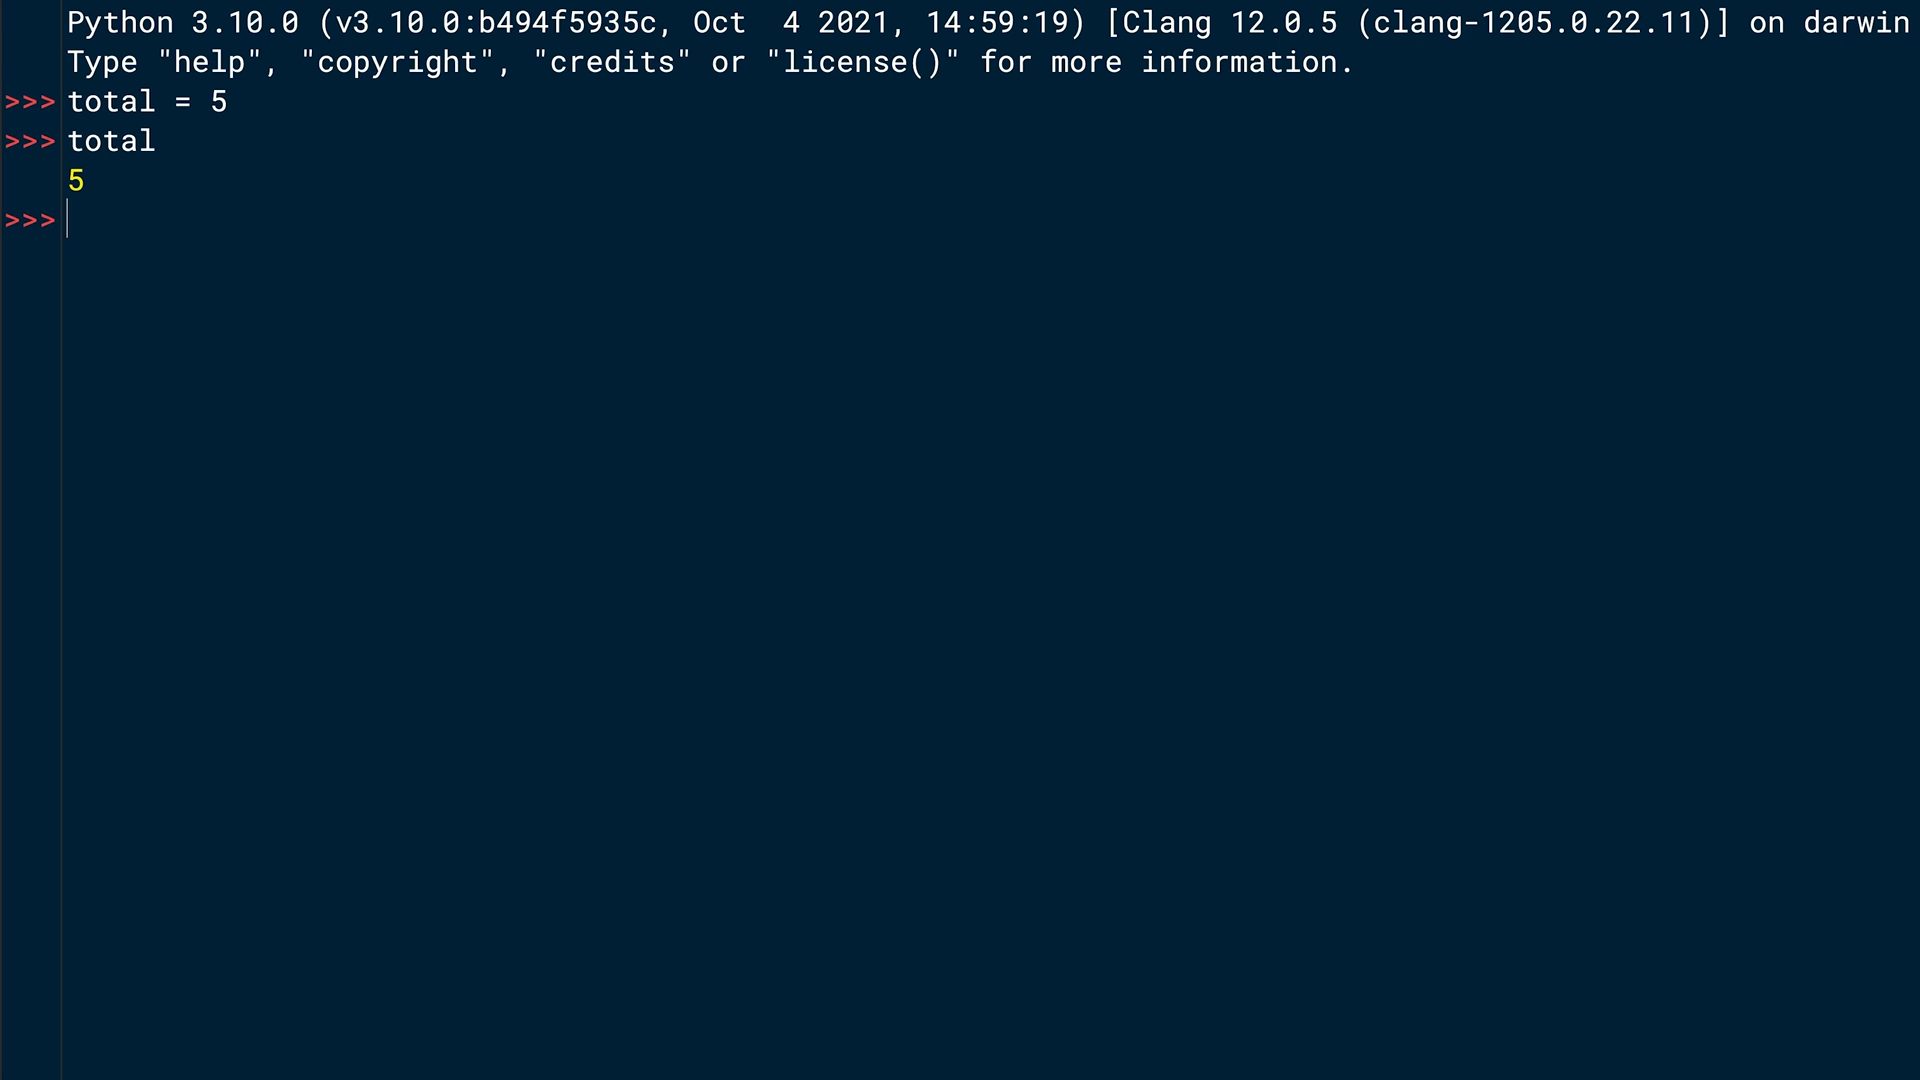 Python 3.10.0 (v3.10.0:b494f5935c, Oct  4 2021, 14:59:19) [Clang 12.0.5 (clang-1205.0.22.11)] on darwin
Type "help", "copyright", "credits" or "license()" for more information.
>>> total = 5
>>> total
5
>>>